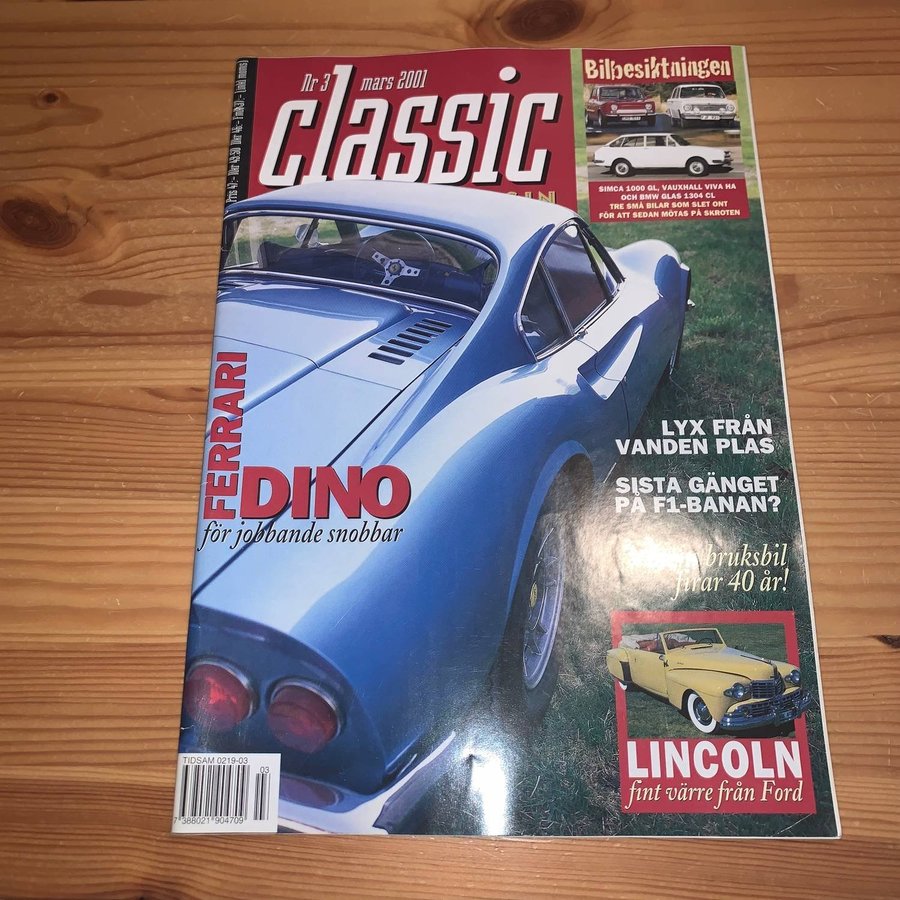 Nr 3 mars 2001
classic
Bilbesiktningen
SIMCA 1000 GL, VAUXHALL VIVA HA
OCH BMW GLAS 1304 CL
TRE SMÅ BILAR SOM SLET ONT
FÖR ATT SEDAN MÖTAS PÅ SKROTEN
LYX FRÅN
VANDEN PLAS
SISTA GÄNGET
PÅ F1-BANAN?
bruksbil
firar 40 år!
FERRARI
DINO
för jobbande snobbar
LINCOLN
fint värre från Ford
TIDSAM 0219-03
03
7 388021 904709